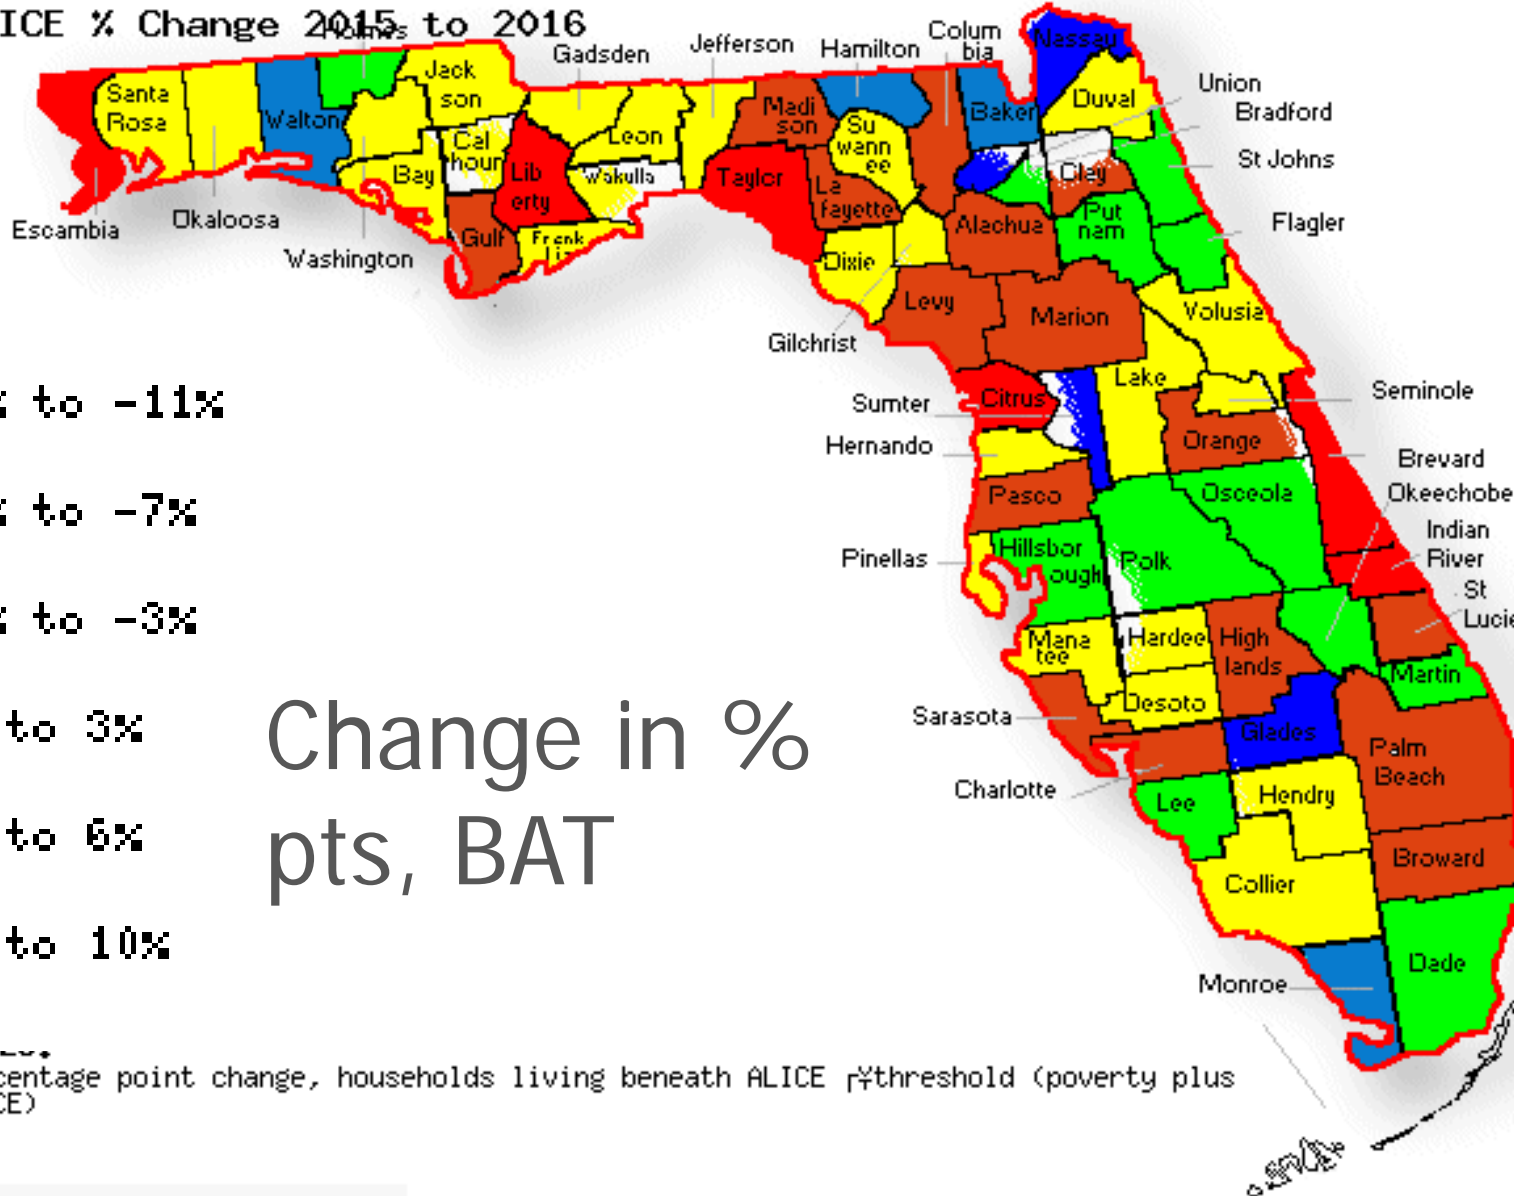 ICE % Change 2015 to 2016
Holmes
Gadsden
Jefferson
Hamilton
Colum
bia
Nassau
Santa
Rosa
Walton
Jack
son
Leon
Madi
son
Su
wann
ee
Baker
Duval
Union
Bradford
St Johns
Cal
houn
Bay
Lib
erty
Wakulla
Taylor
La
fayette
Clay
Put
nam
Flagler
Escambia
Okaloosa
Washington
Gulf
Frank
lin
Dixie
Alachua
Levy
Marion
Volusia
Gilchrist
Lake
Seminole
Sumter
Citrus
Hernando
Orange
Brevard
Pasco
Osceola
Okeechobe
Indian
River
Pinellas
Hillsbor
ough
Polk
St
Lucie
Mana
tee
Hardee
High
lands
Martin
Sarasota
Desoto
Glades
Palm
Beach
Charlotte
Lee
Hendry
Broward
Collier
Dade
Monroe
% to -11%
% to -7%
% to -3%
to 3%
to 6%
to 10%
Change in %
pts, BAT
centage point change, households living beneath ALICE threshold (poverty plus
CE)